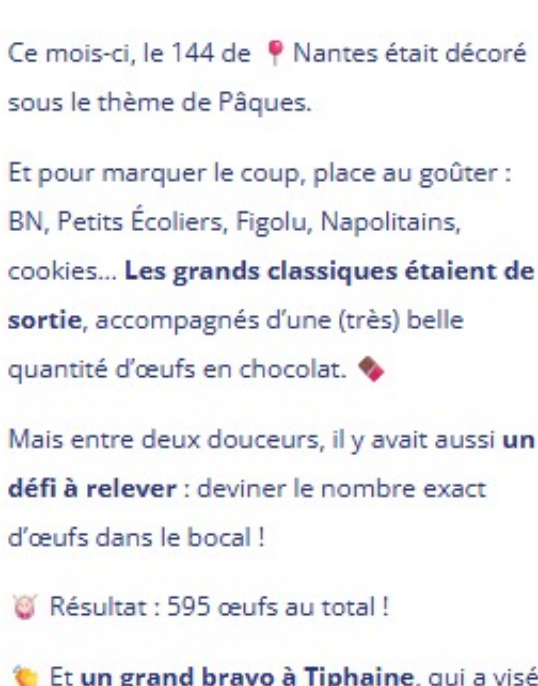 Ce mois-ci, le 144 de 📍 Nantes était décoré
sous le thème de Pâques.
Et pour marquer le coup, place au goûter :
BN, Petits Écoliers, Figolu, Napolitains,
cookies... Les grands classiques étaient de
sortie, accompagnés d'une (très) belle
quantité d'œufs en chocolat. 🍫
Mais entre deux douceurs, il y avait aussi un
défi à relever : deviner le nombre exact
d'œufs dans le bocal !
Résultat : 595 œufs au total !
👏 Et un grand bravo à Tiphaine, qui a visé